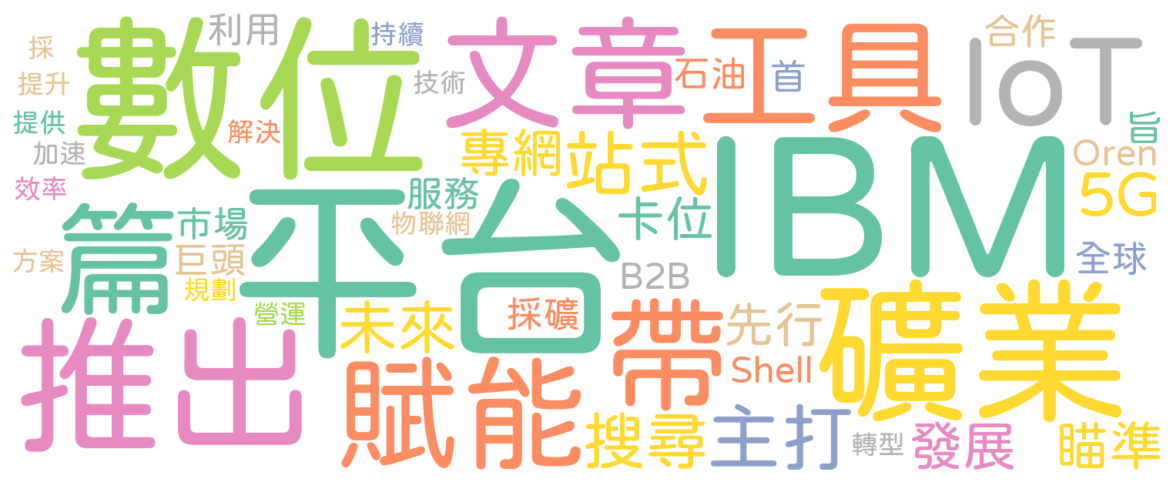 利用
持續
採
數位
文章
工具
合作
IoT
石油
首
提升
技術
提供
解決
旨
加速
專網
站式
IBM
Oren
效率
平台
服務
5G
篇
市場
物聯網
卡位
方案
巨頭
B2B
全球
規劃
營運
未來
採礦
帶
先行
礦業
推出
賦能
Shell
搜尋
主打
轉型
發展
瞄準